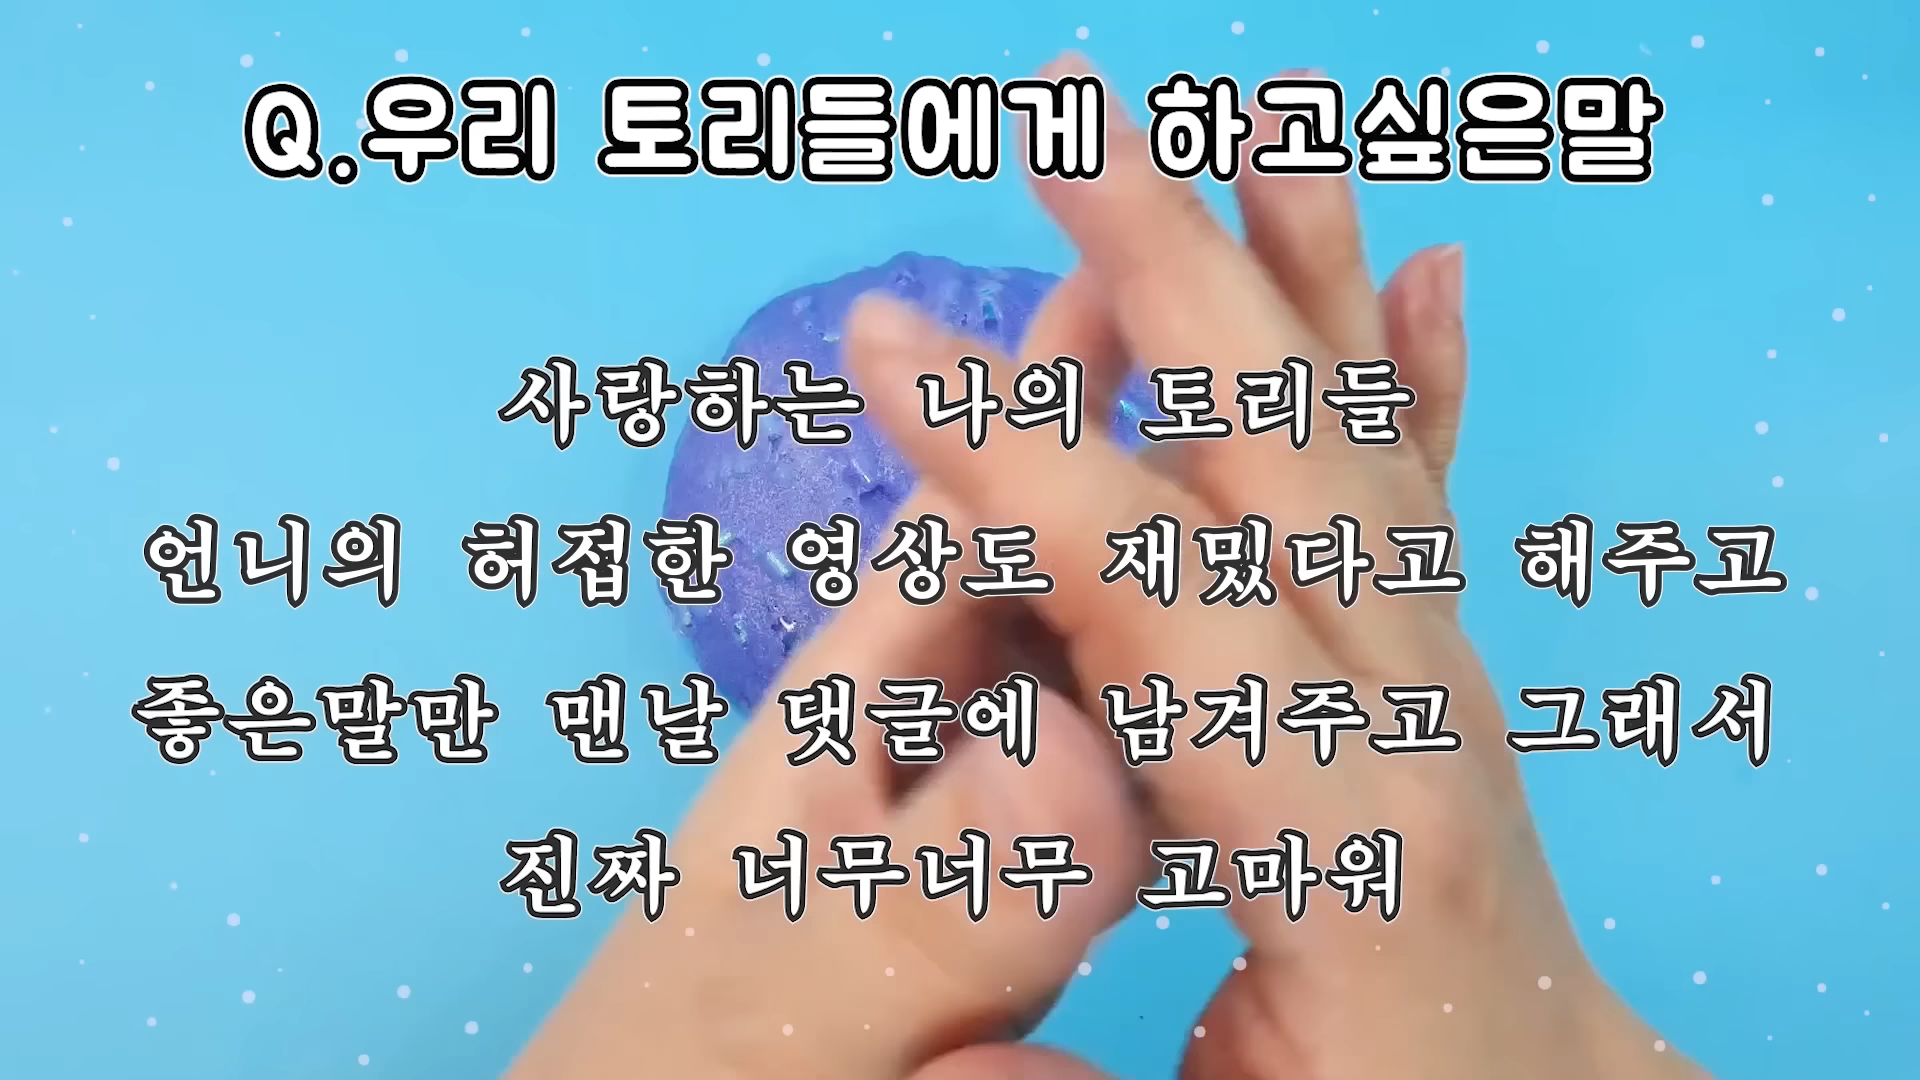 Q.우리 토리들에게 하고싶은말
사랑하는 나의 토리들
언니의 허접한 영상도 재밌다고 해주고
좋은말만 맨날 댓글에 남겨주고 그래서
진짜 너무너무 고마워